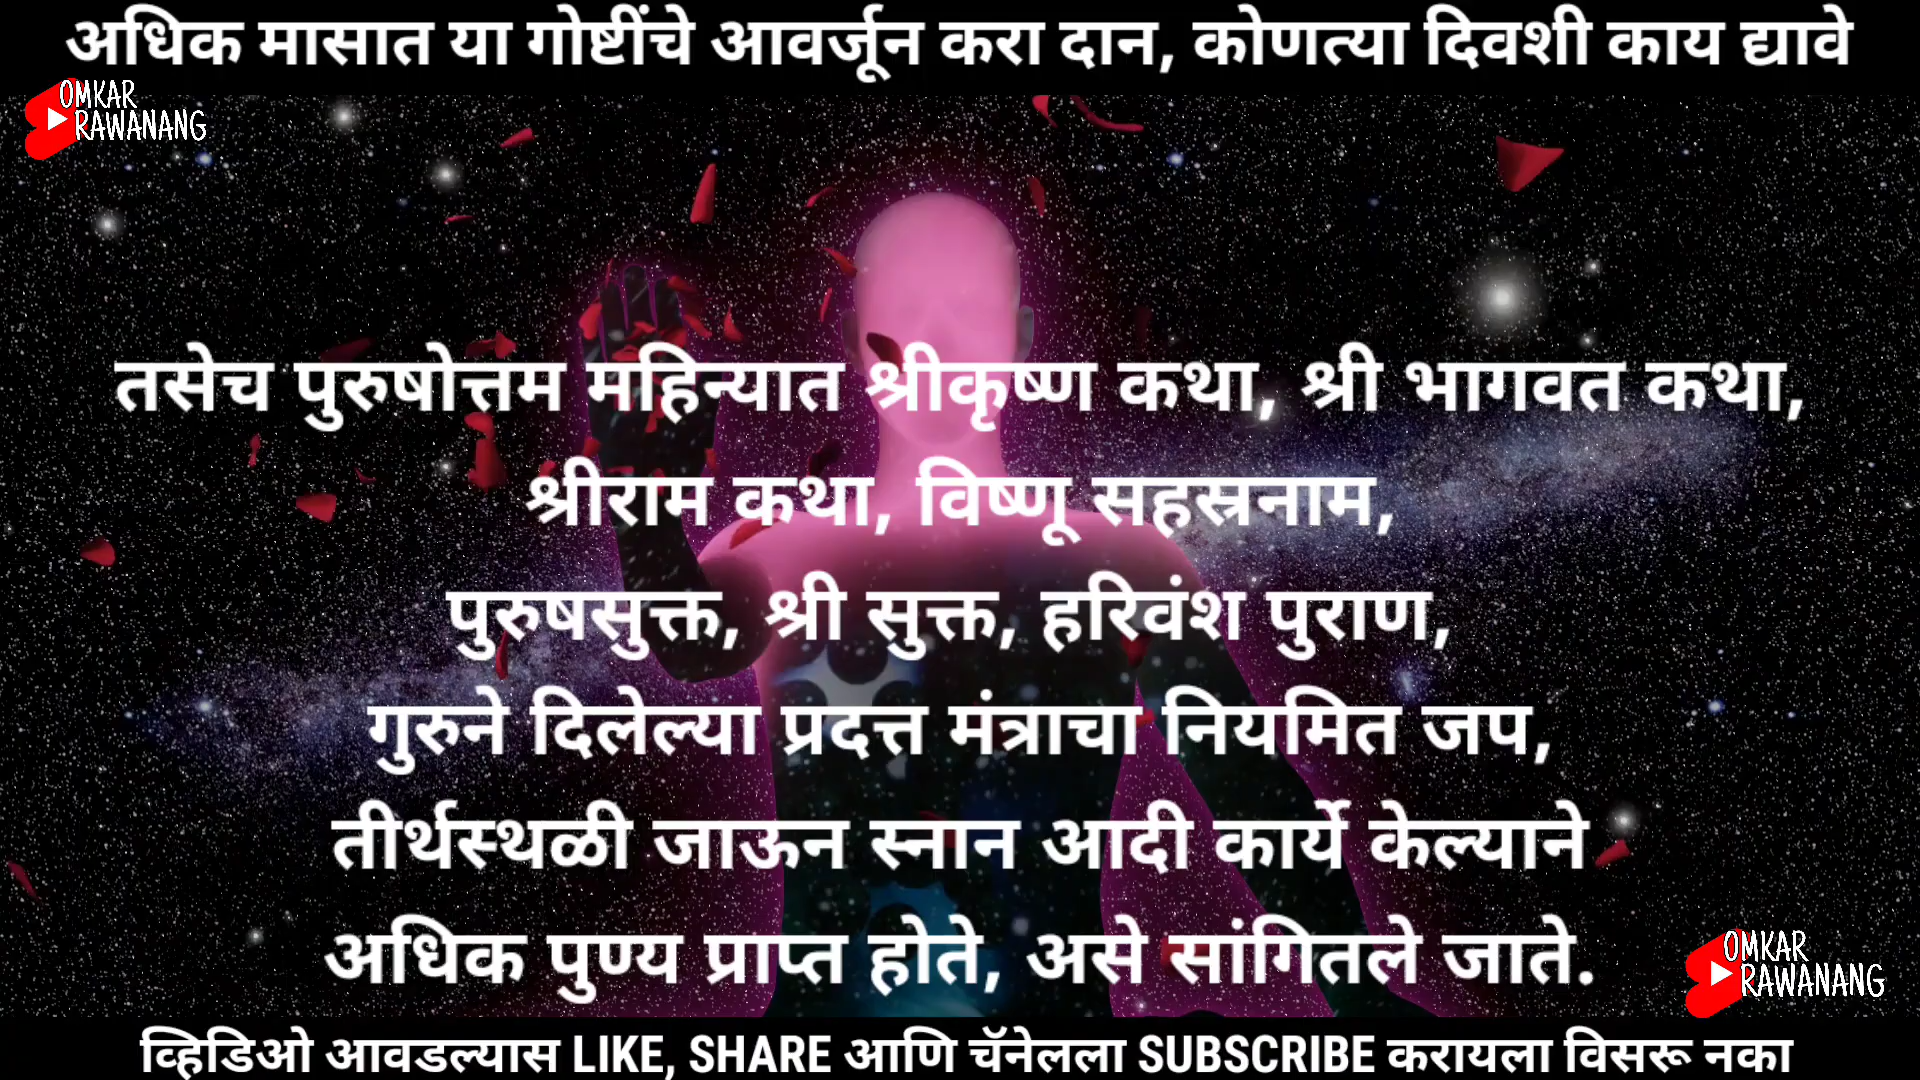 अधिक मासात या गोष्टींचे आवर्जून करा दान, कोणत्या दिवशी काय द्यावे
OMKAR
RAWANANG
तसेच पुरुषोत्तम महिन्यात श्रीकृष्ण कथा, श्री भागवत कथा,
श्रीराम कथा, विष्णू सहस्रनाम,
पुरुषसुक्त, श्री सुक्त, हरिवंश पुराण,
गुरुने दिलेल्या प्रदत्त मंत्राचा नियमित जप,
तीर्थस्थळी जाऊन स्नान आदी कार्ये केल्याने
अधिक पुण्य प्राप्त होते, असे सांगितले जाते.
OMKAR
RAWANANG
व्हिडिओ आवडल्यास LIKE, SHARE आणि चॅनेलला SUBSCRIBE करायला विसरू नका